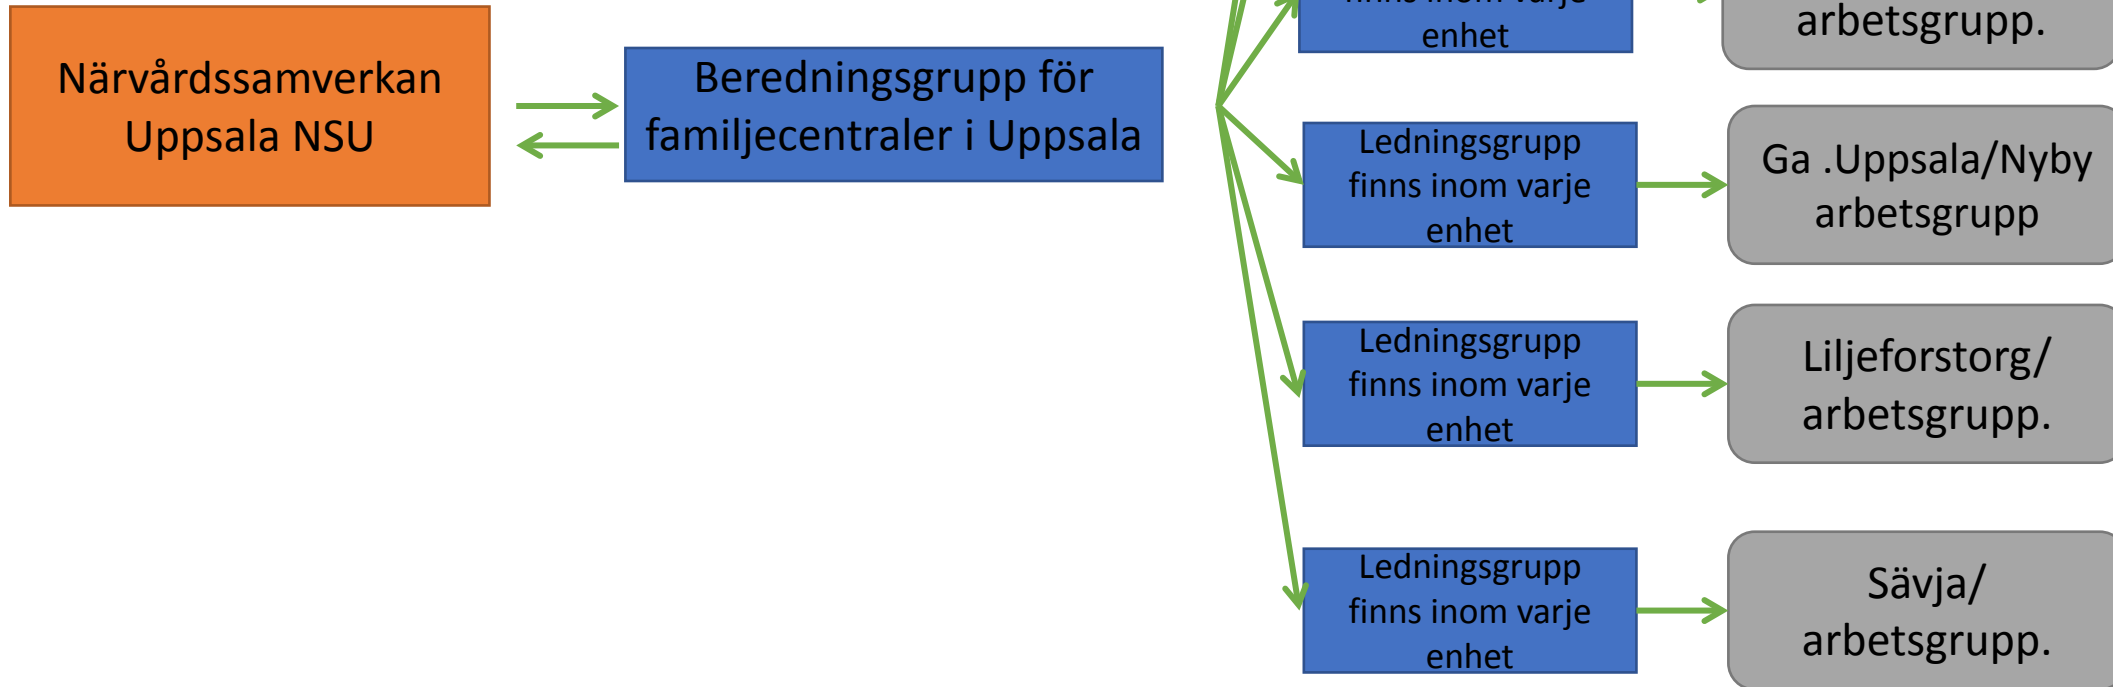 Närvårdssamverkan
Uppsala NSU
Beredningsgrupp för
familjecentraler i Uppsala
enhet
arbetsgrupp.
Ledningsgrupp
finns inom varje
enhet
Ga .Uppsala/Nyby
arbetsgrupp
Ledningsgrupp
finns inom varje
enhet
Liljeforstorg/
arbetsgrupp.
Ledningsgrupp
finns inom varje
enhet
Sävja/
arbetsgrupp.